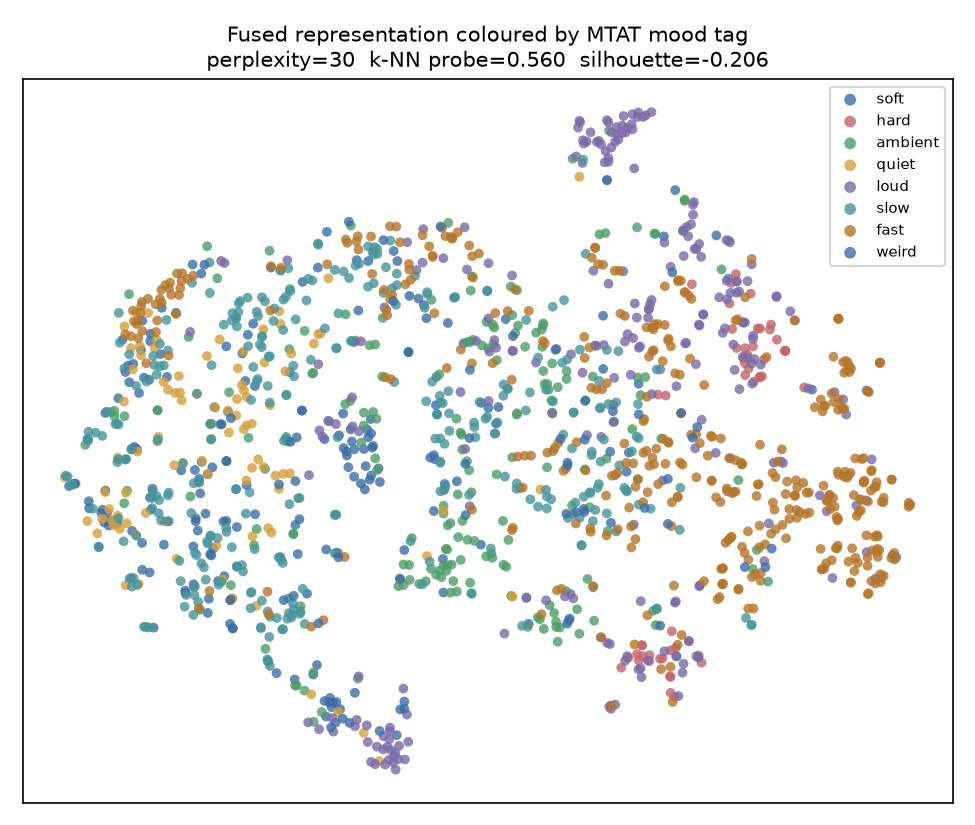 Fused representation coloured by MTAT mood tag
perplexity=30  k-NN probe=0.560  silhouette=-0.206
soft
hard
ambient
quiet
loud
slow
fast
weird